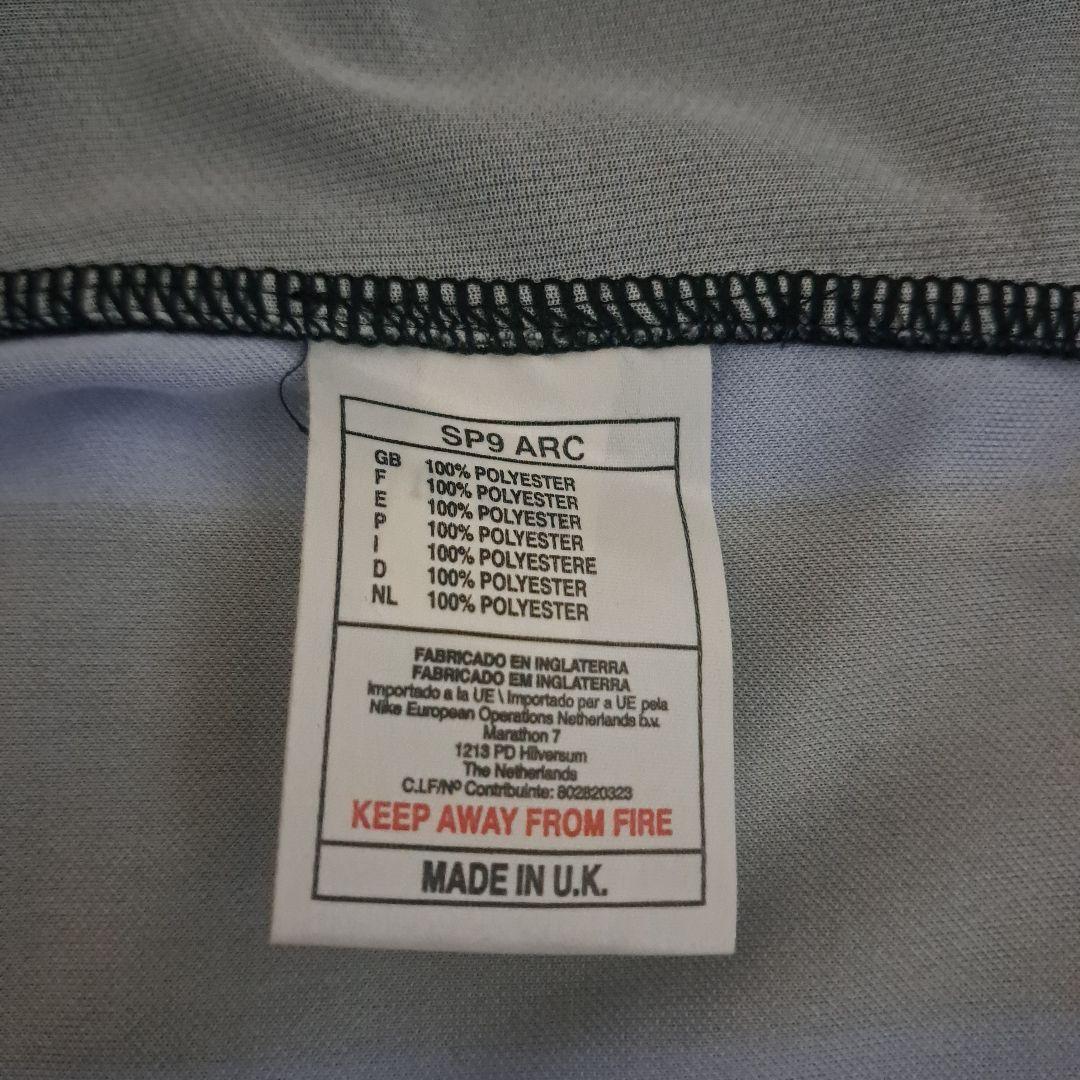 SP9 ARC
GB 100% POLYESTER
F 100% POLYESTER
E 100% POLYESTER
P 100% POLYESTER
I 100% POLYESTERE
D 100% POLYESTER
NL 100% POLYESTER
FABRICADO EN INGLATERRA
FABRICADO EM INGLATERRA
Importado a la UE \ Importado par a UE pela
Nike European Operations Netherlands b.v.
Marathon 7
1213 PD Hilversum
The Netherlands
C.I.F/Nº Contribuinte: 802820323
KEEP AWAY FROM FIRE
MADE IN U.K.